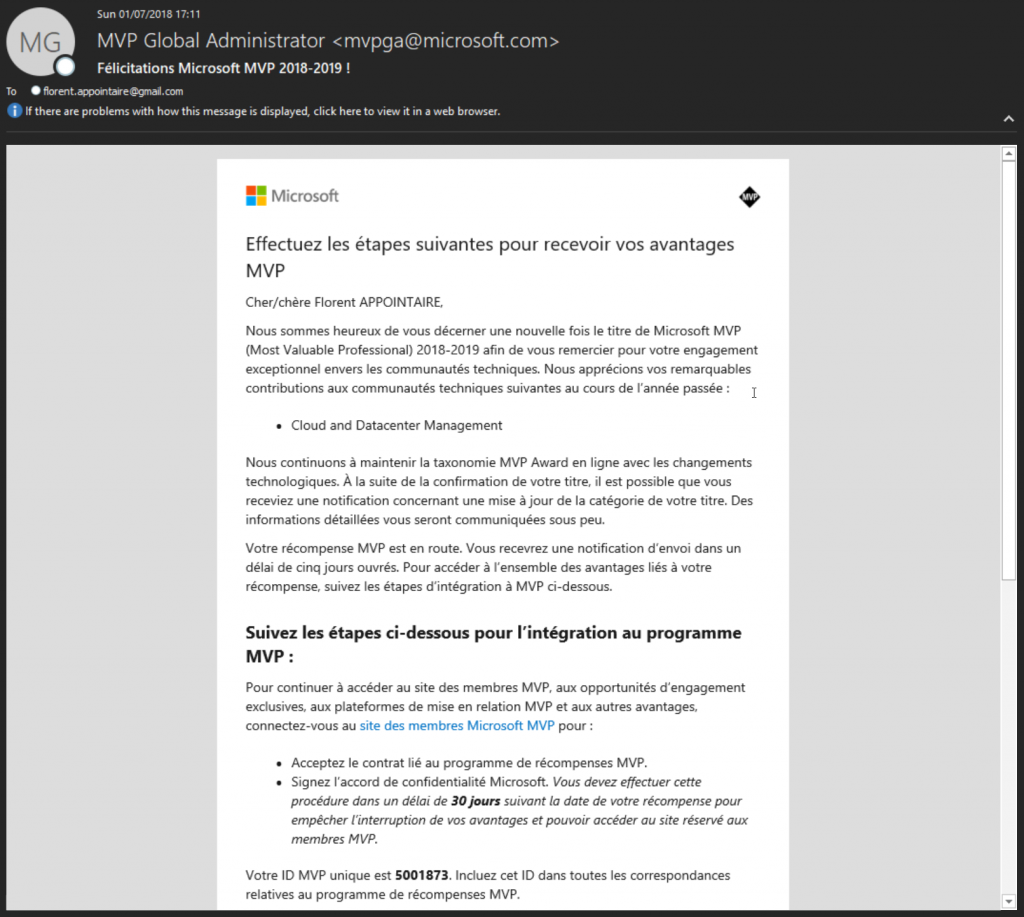 MG
Sun 01/07/2018 17:11
MVP Global Administrator <mvpga@microsoft.com>
Félicitations Microsoft MVP 2018-2019 !
To florent.appointaire@gmail.com
i If there are problems with how this message is displayed, click here to view it in a web browser.
Microsoft
MVP
Effectuez les étapes suivantes pour recevoir vos avantages
MVP
Cher/chère Florent APPOINTAIRE,
Nous sommes heureux de vous décerner une nouvelle fois le titre de Microsoft MVP
(Most Valuable Professional) 2018-2019 afin de vous remercier pour votre engagement
exceptionnel envers les communautés techniques. Nous apprécions vos remarquables
contributions aux communautés techniques suivantes au cours de l’année passée :
• Cloud and Datacenter Management
Nous continuons à maintenir la taxonomie MVP Award en ligne avec les changements
technologiques. À la suite de la confirmation de votre titre, il est possible que vous
receviez une notification concernant une mise à jour de la catégorie de votre titre. Des
informations détaillées vous seront communiquées sous peu.
Votre récompense MVP est en route. Vous recevrez une notification d’envoi dans un
délai de cinq jours ouvrés. Pour accéder à l’ensemble des avantages liés à votre
récompense, suivez les étapes d’intégration à MVP ci-dessous.
Suivez les étapes ci-dessous pour l’intégration au programme
MVP :
Pour continuer à accéder au site des membres MVP, aux opportunités d’engagement
exclusives, aux plateformes de mise en relation MVP et aux autres avantages,
connectez-vous au site des membres Microsoft MVP pour :
• Acceptez le contrat lié au programme de récompenses MVP.
• Signez l’accord de confidentialité Microsoft. Vous devez effectuer cette
procédure dans un délai de 30 jours suivant la date de votre récompense pour
empêcher l’interruption de vos avantages et pouvoir accéder au site réservé aux
membres MVP.
Votre ID MVP unique est 5001873. Incluez cet ID dans toutes les correspondances
relatives au programme de récompenses MVP.